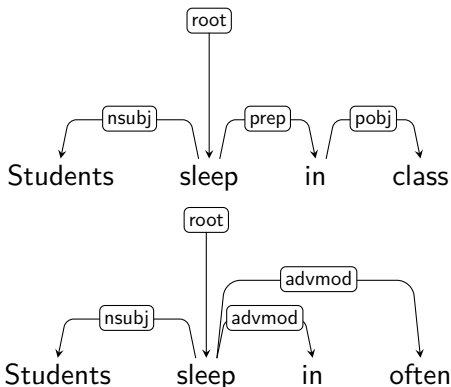 root
nsubj prep pobj
Students sleep in class
root
advmod
nsubj advmod
Students sleep in often